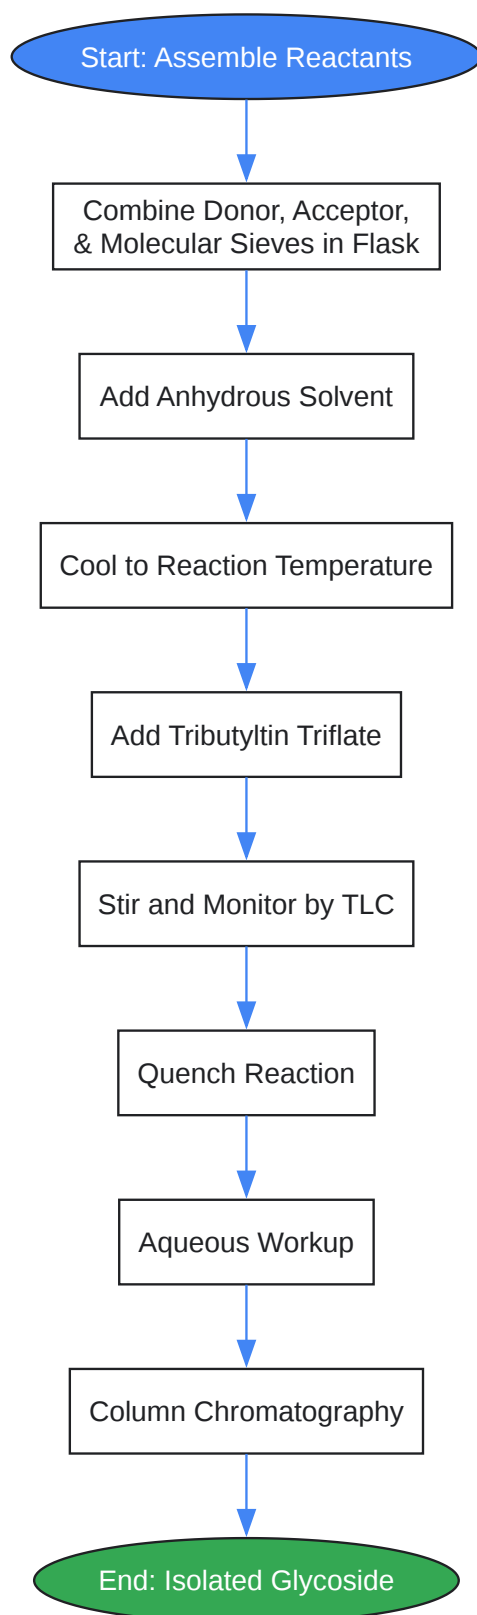 Start: Assemble Reactants
Combine Donor, Acceptor,
& Molecular Sieves in Flask
Add Anhydrous Solvent
Cool to Reaction Temperature
Add Tributyltin Triflate
Stir and Monitor by TLC
Quench Reaction
Aqueous Workup
Column Chromatography
End: Isolated Glycoside